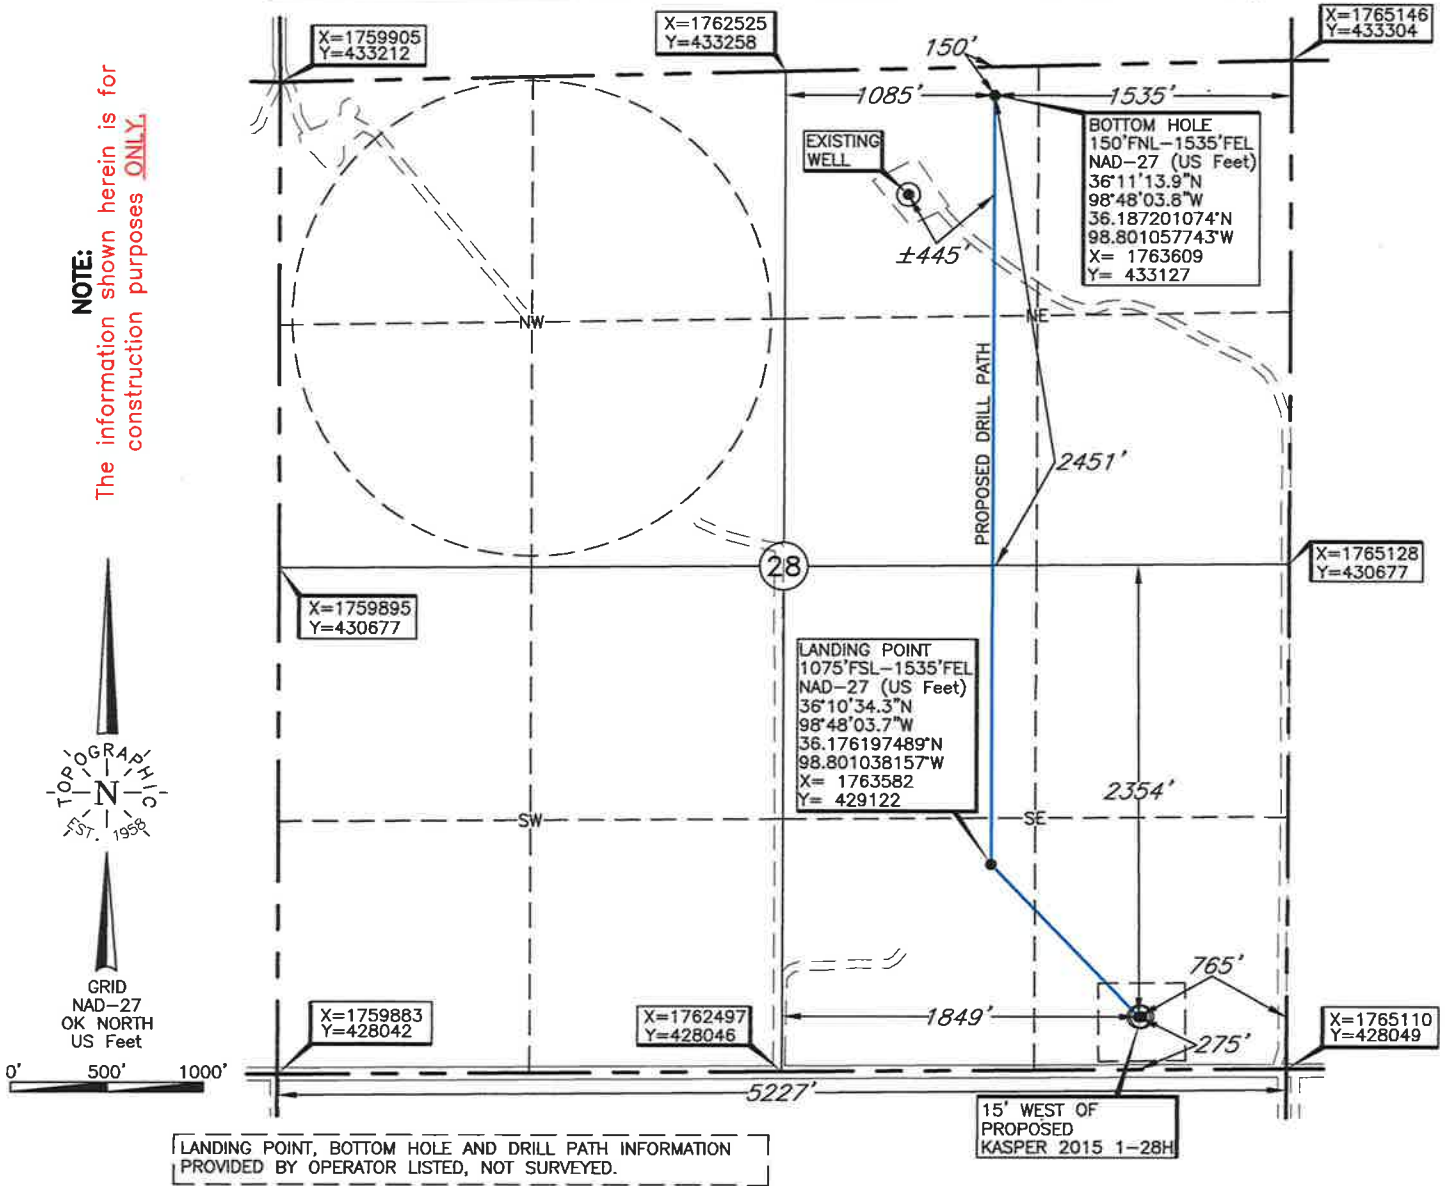 X=1759905
Y=433212
X=1762525
Y=433258
X=1765146
Y=433304
150'
1085'
1535'
NOTE:
The information shown herein is for
construction purposes ONLY.
EXISTING
WELL
BOTTOM HOLE
150'FNL-1535'FEL
NAD-27 (US Feet)
36°11'13.9"N
98°48'03.8"W
36.187201074°N
98.801057743°W
X= 1763609
Y= 433127
±445'
NW
NE
PROPOSED DRILL PATH
2451'
28
X=1765128
Y=430677
X=1759895
Y=430677
LANDING POINT
1075'FSL-1535'FEL
NAD-27 (US Feet)
36°10'34.3"N
98°48'03.7"W
36.176197489°N
98.801038157°W
X= 1763582
Y= 429122
TOPOGRAPHIC
N
EST. 1958
2354'
SW
SE
GRID
NAD-27
OK NORTH
US Feet
0' 500' 1000'
X=1759883
Y=428042
X=1762497
Y=428046
1849'
765'
275'
X=1765110
Y=428049
5227'
15' WEST OF
PROPOSED
KASPER 2015 1-28H
LANDING POINT, BOTTOM HOLE AND DRILL PATH INFORMATION
PROVIDED BY OPERATOR LISTED, NOT SURVEYED.